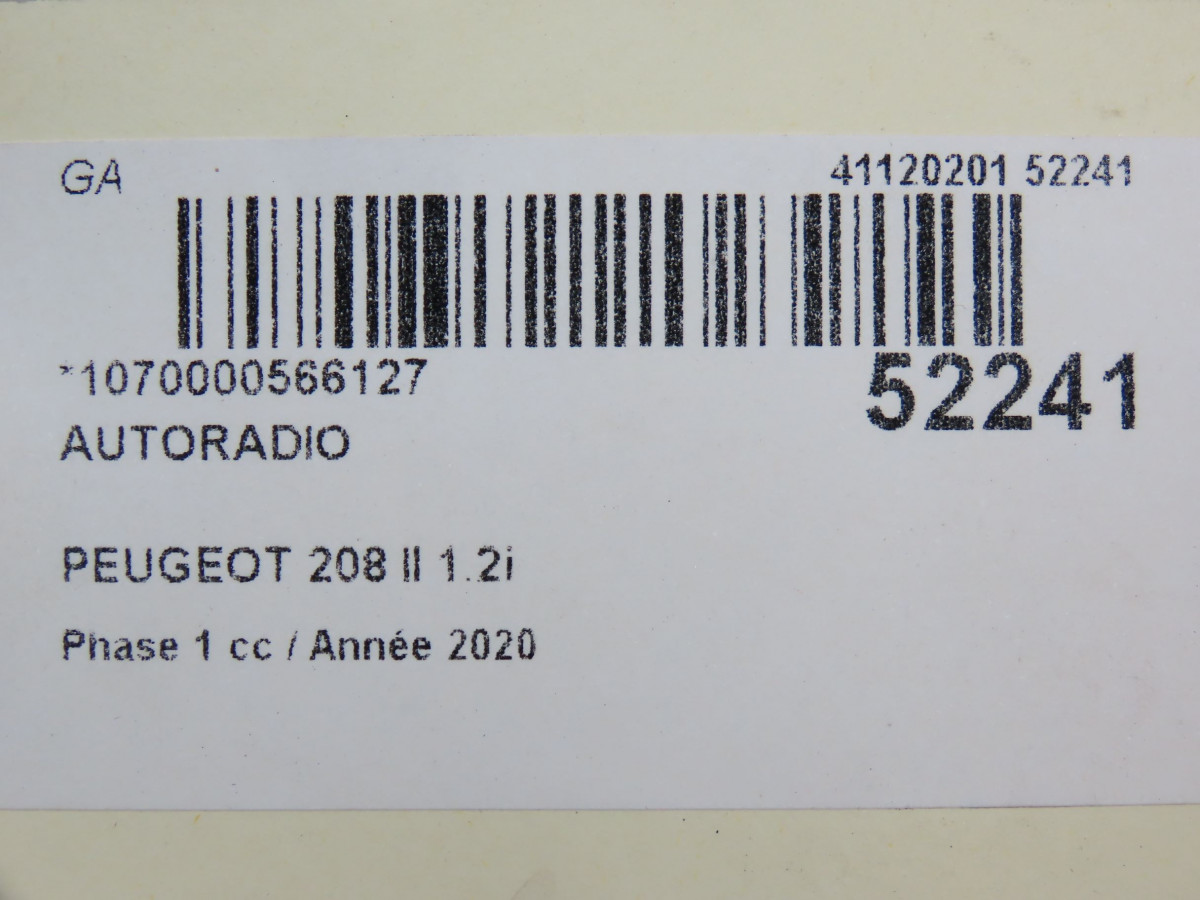 GA
41120201 52241
*1070000566127
52241
AUTORADIO
PEUGEOT 208 II 1.2i
Phase 1 cc / Année 2020